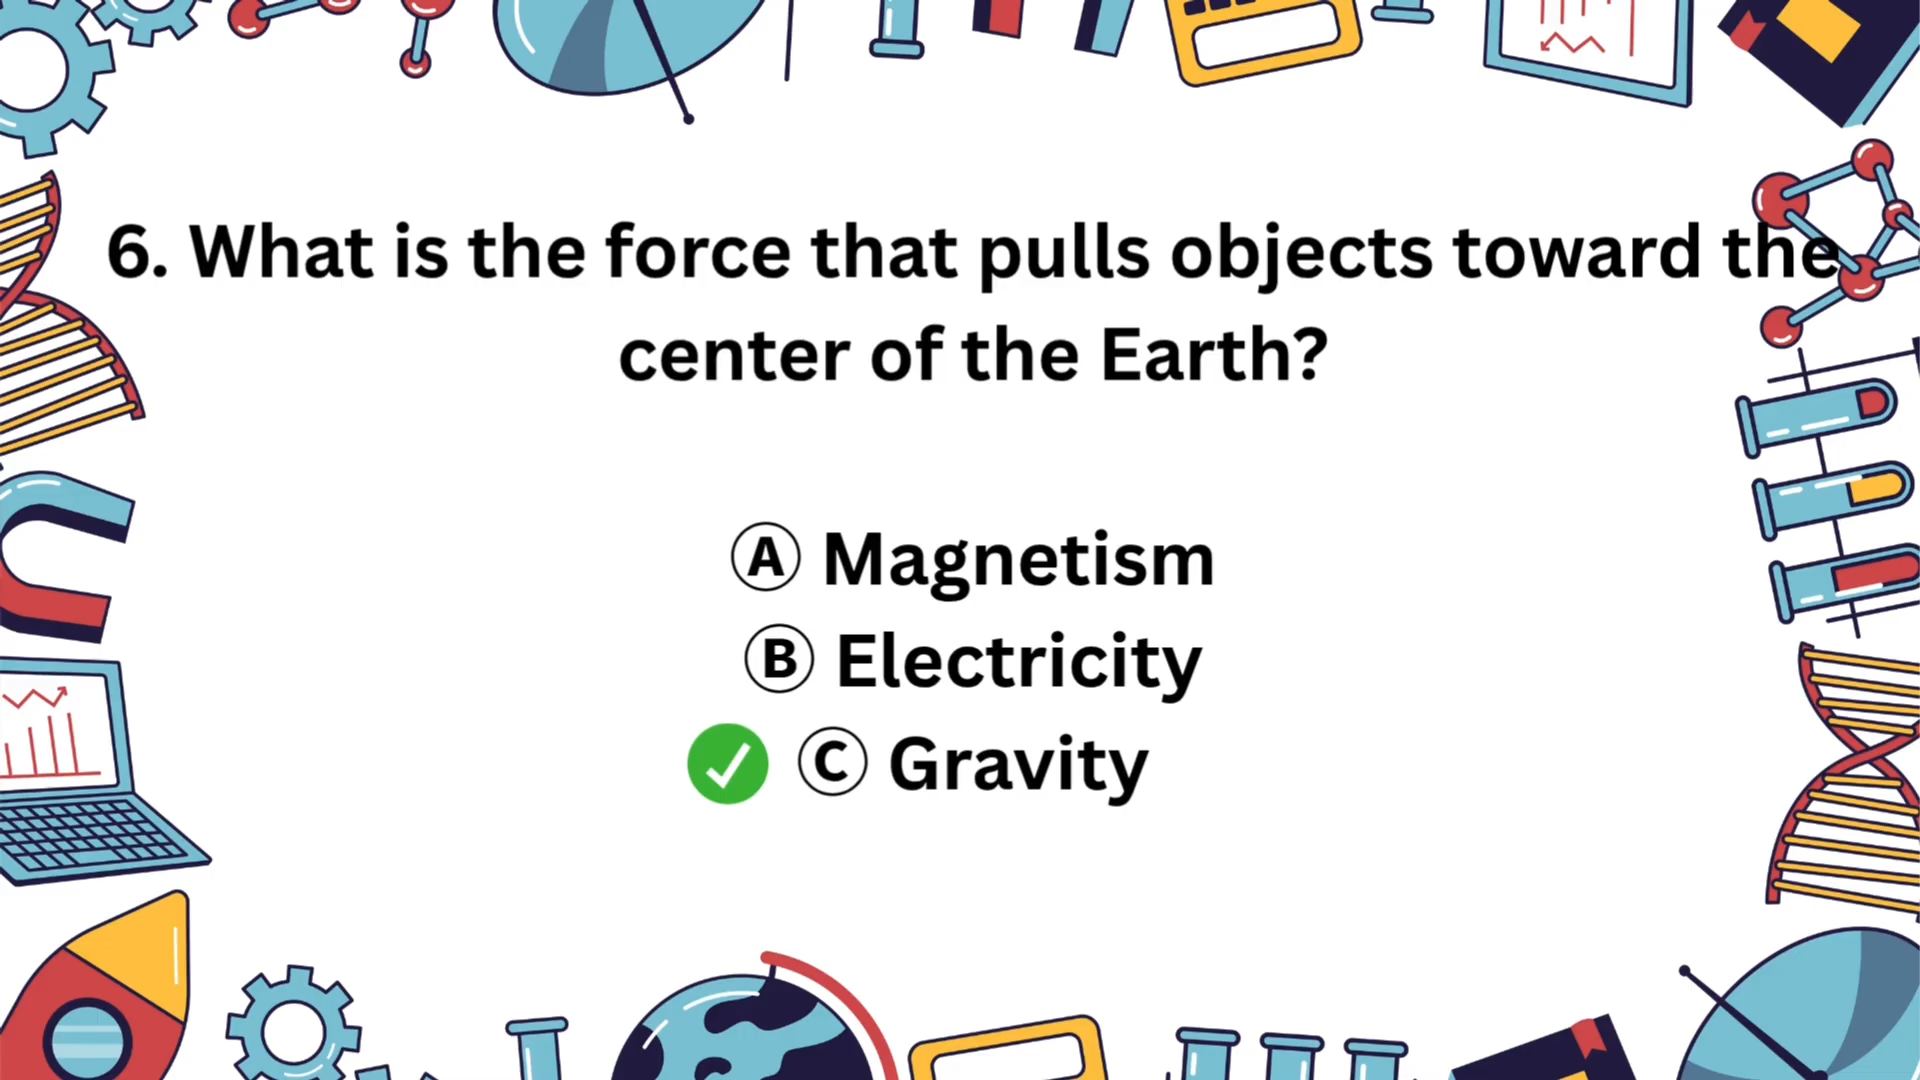 6. What is the force that pulls objects toward the
center of the Earth?
Ⓐ Magnetism
Ⓑ Electricity
✅ Ⓒ Gravity